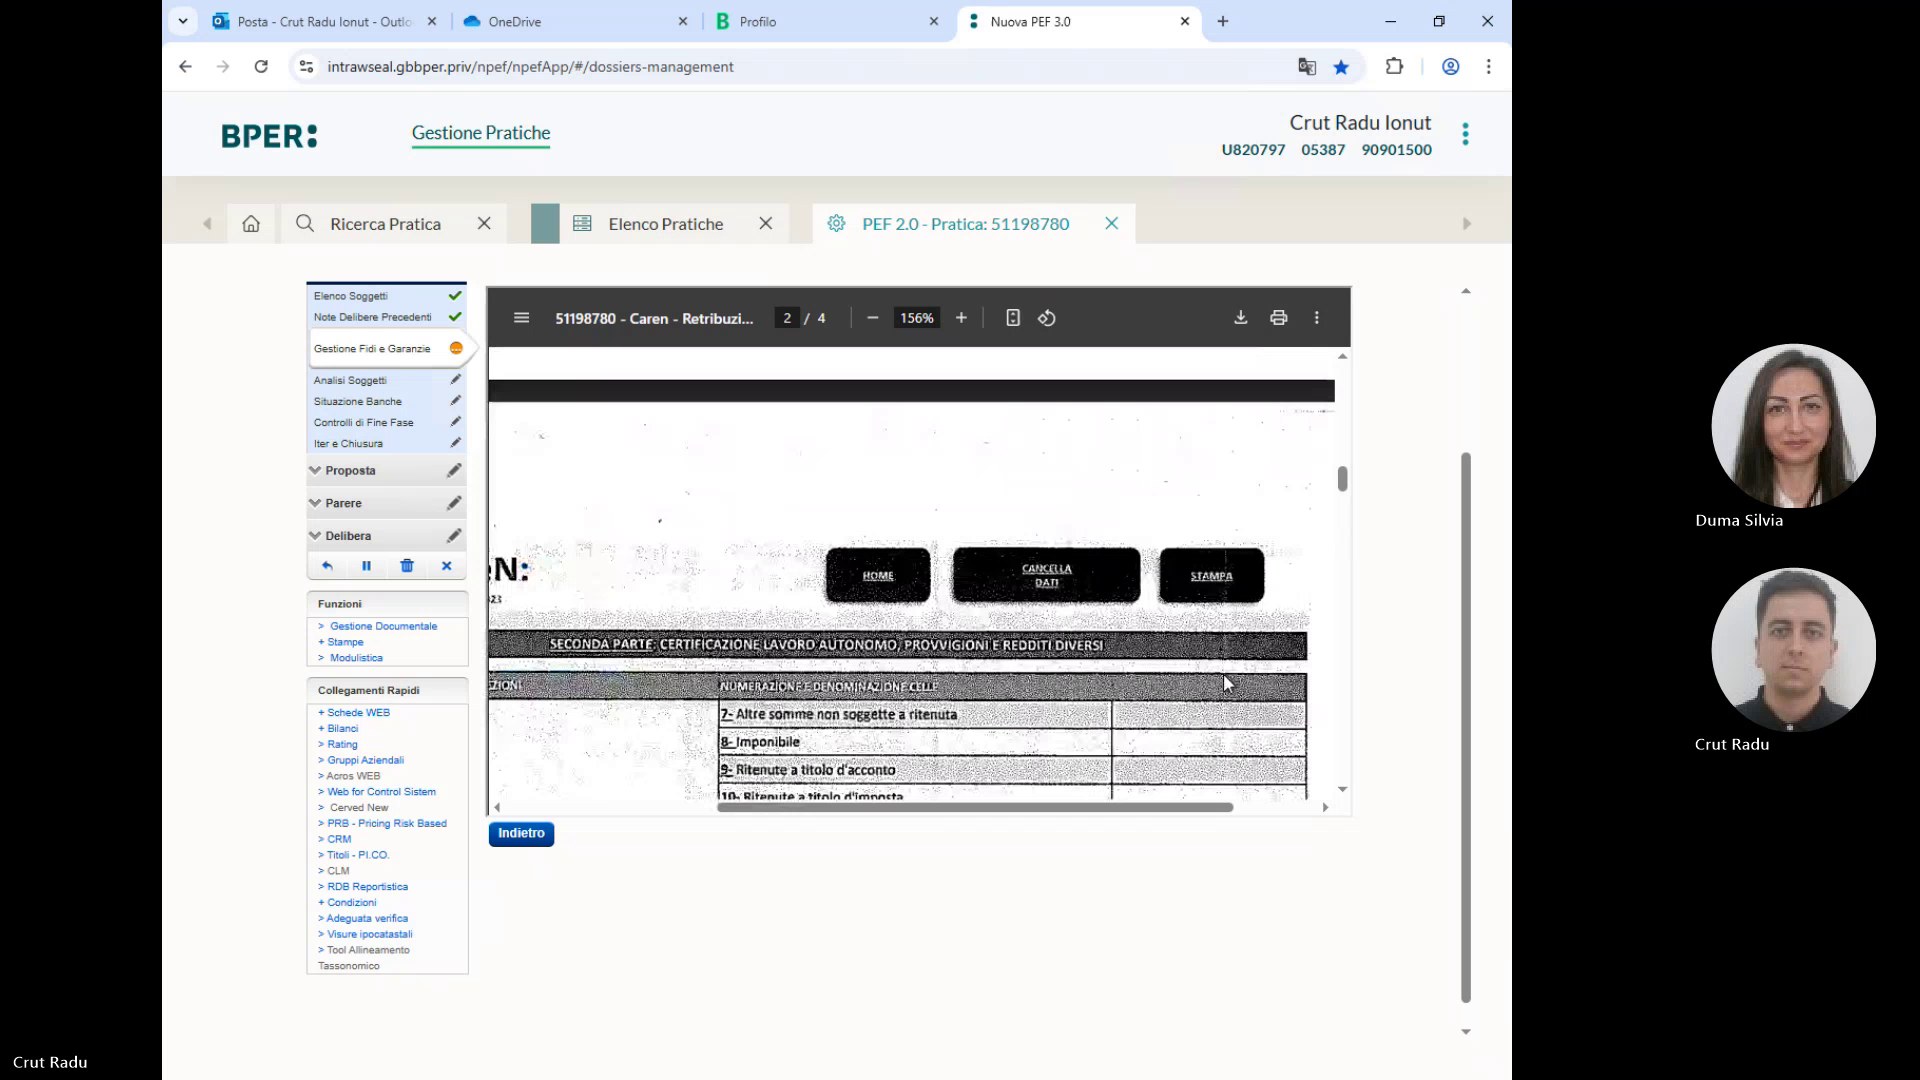 Posta - Crut Radu Ionut - Outlo
OneDrive
Profilo
Nuova PEF 3.0
intrawseal.gbbper.priv/npef/npefApp/#/dossiers-management
BPER:
Gestione Pratiche
Crut Radu Ionut
U820797 05387 90901500
Ricerca Pratica
Elenco Pratiche
PEF 2.0 - Pratica: 51198780
Elenco Soggetti
Note Delibere Precedenti
Gestione Fidi e Garanzie
Analisi Soggetti
Situazione Banche
Controlli di Fine Fase
Iter e Chiusura
Proposta
Parere
Delibera
Funzioni
> Gestione Documentale
+ Stampe
> Modulistica
Collegamenti Rapidi
+ Schede WEB
+ Bilanci
> Rating
> Gruppi Aziendali
> Acros WEB
> Web for Control Sistem
> Cerved New
> PRB - Pricing Risk Based
> CRM
> Titoli - PI.CO.
> CLM
> RDB Reportistica
+ Condizioni
> Adeguata verifica
> Visure ipocatastali
> Tool Allineamento
Tassonomico
51198780 - Caren - Retribuzi...
2 / 4
156%
N:
23
HOME
CANCELLA
DATI
STAMPA
SECONDA PARTE: CERTIFICAZIONE LAVORO AUTONOMO, PROVVIGIONI E REDDITI DIVERSI
ZIONI
NUMERAZIONE E DENOMINAZIONE CELLE
7- Altre somme non soggette a ritenuta
8- Imponibile
9- Ritenute a titolo d'acconto
10- Ritenute a titolo d'imposta
Indietro
Duma Silvia
Crut Radu
Crut Radu